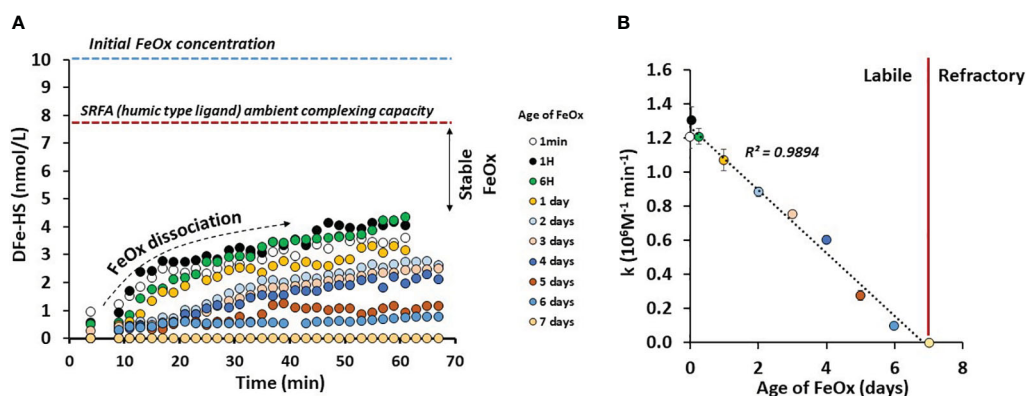 A
Initial FeOx concentration
SRFA (humic type ligand) ambient complexing capacity
FeOx dissociation
Stable
FeOx
DFe-HS (nmol/L)
10
9
8
7
6
5
4
3
2
1
0
0 10 20 30 40 50 60 70
Time (min)
Age of FeOx
1min
1H
6H
1 day
2 days
3 days
4 days
5 days
6 days
7 days
B
Labile Refractory
R² = 0.9894
k (10⁶M⁻¹ min⁻¹)
1.6
1.4
1.2
1.0
0.8
0.6
0.4
0.2
0.0
0 2 4 6 8
Age of FeOx (days)